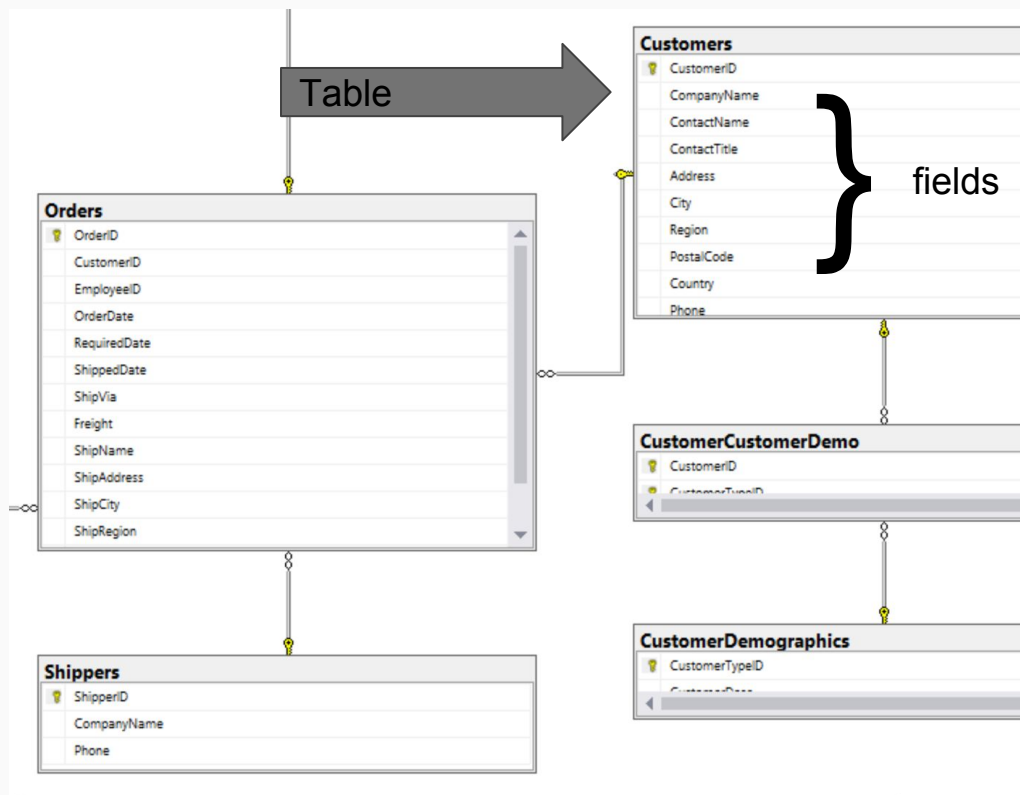 Table
Customers
CustomerID
CompanyName
ContactName
ContactTitle
Address
City
Region
PostalCode
Country
Phone
fields
Orders
OrderID
CustomerID
EmployeeID
OrderDate
RequiredDate
ShippedDate
ShipVia
Freight
ShipName
ShipAddress
ShipCity
ShipRegion
CustomerCustomerDemo
CustomerID
CustomerTypeID
Shippers
ShipperID
CompanyName
Phone
CustomerDemographics
CustomerTypeID